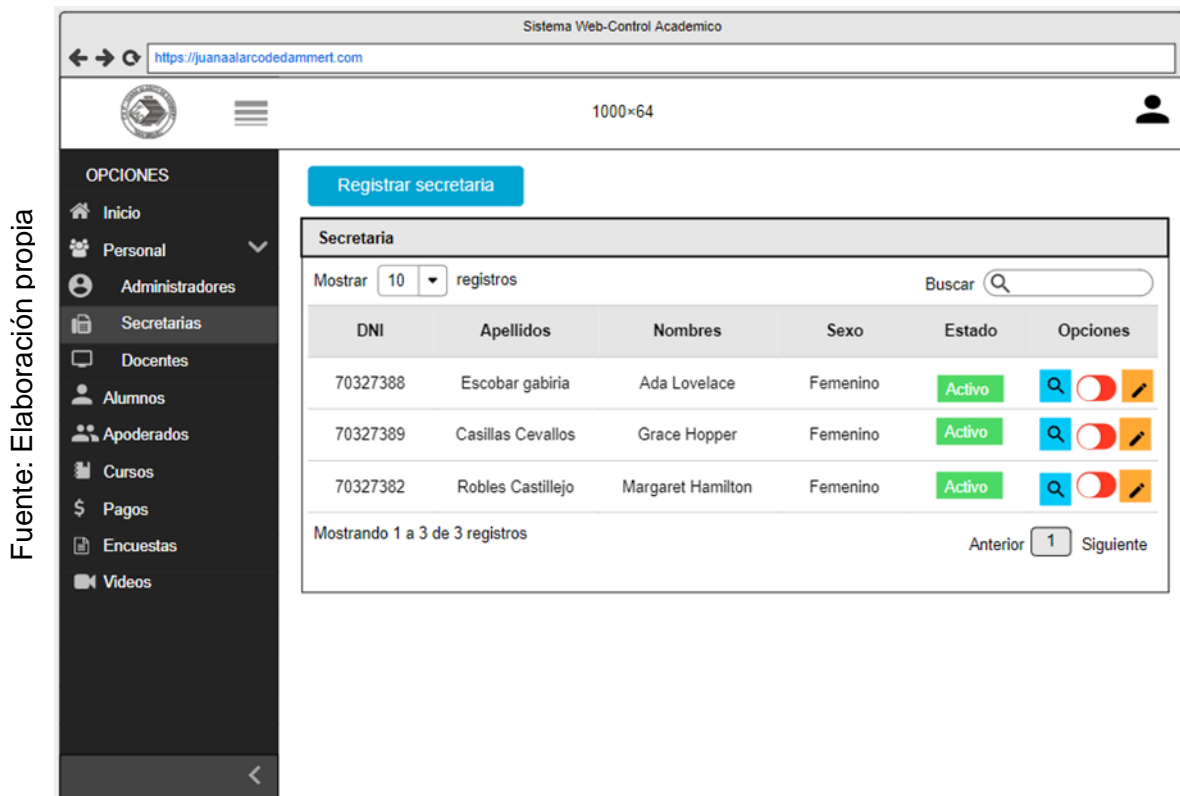 Sistema Web-Control Academico
https://juanaalarcodedammert.com
1000×64
OPCIONES
Inicio
Personal
Administradores
Secretarias
Docentes
Alumnos
Apoderados
Cursos
Pagos
Encuestas
Videos
Registrar secretaria
Secretaria
Mostrar 10 registros Buscar
DNI Apellidos Nombres Sexo Estado Opciones
70327388 Escobar gabiria Ada Lovelace Femenino Activo
70327389 Casillas Cevallos Grace Hopper Femenino Activo
70327382 Robles Castillejo Margaret Hamilton Femenino Activo
Mostrando 1 a 3 de 3 registros
Anterior 1 Siguiente
Fuente: Elaboración propia